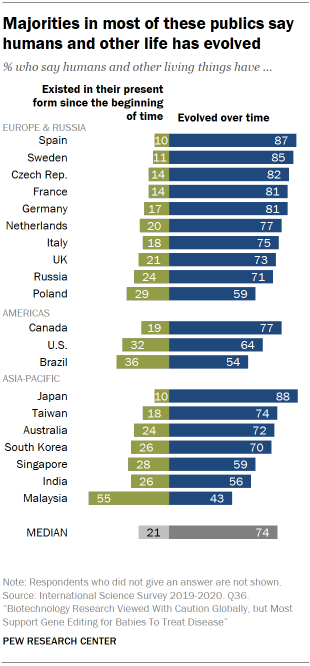 Majorities in most of these publics say
humans and other life has evolved
% who say humans and other living things have ...
Existed in their present
form since the beginning
of time
Evolved over time
EUROPE & RUSSIA
Spain 10 87
Sweden 11 85
Czech Rep. 14 82
France 14 81
Germany 17 81
Netherlands 20 77
Italy 18 75
UK 21 73
Russia 24 71
Poland 29 59
AMERICAS
Canada 19 77
U.S. 32 64
Brazil 36 54
ASIA-PACIFIC
Japan 10 88
Taiwan 18 74
Australia 24 72
South Korea 26 70
Singapore 28 59
India 26 56
Malaysia 55 43
MEDIAN 21 74
Note: Respondents who did not give an answer are not shown.
Source: International Science Survey 2019-2020. Q36.
“Biotechnology Research Viewed With Caution Globally, but Most
Support Gene Editing for Babies To Treat Disease”
PEW RESEARCH CENTER